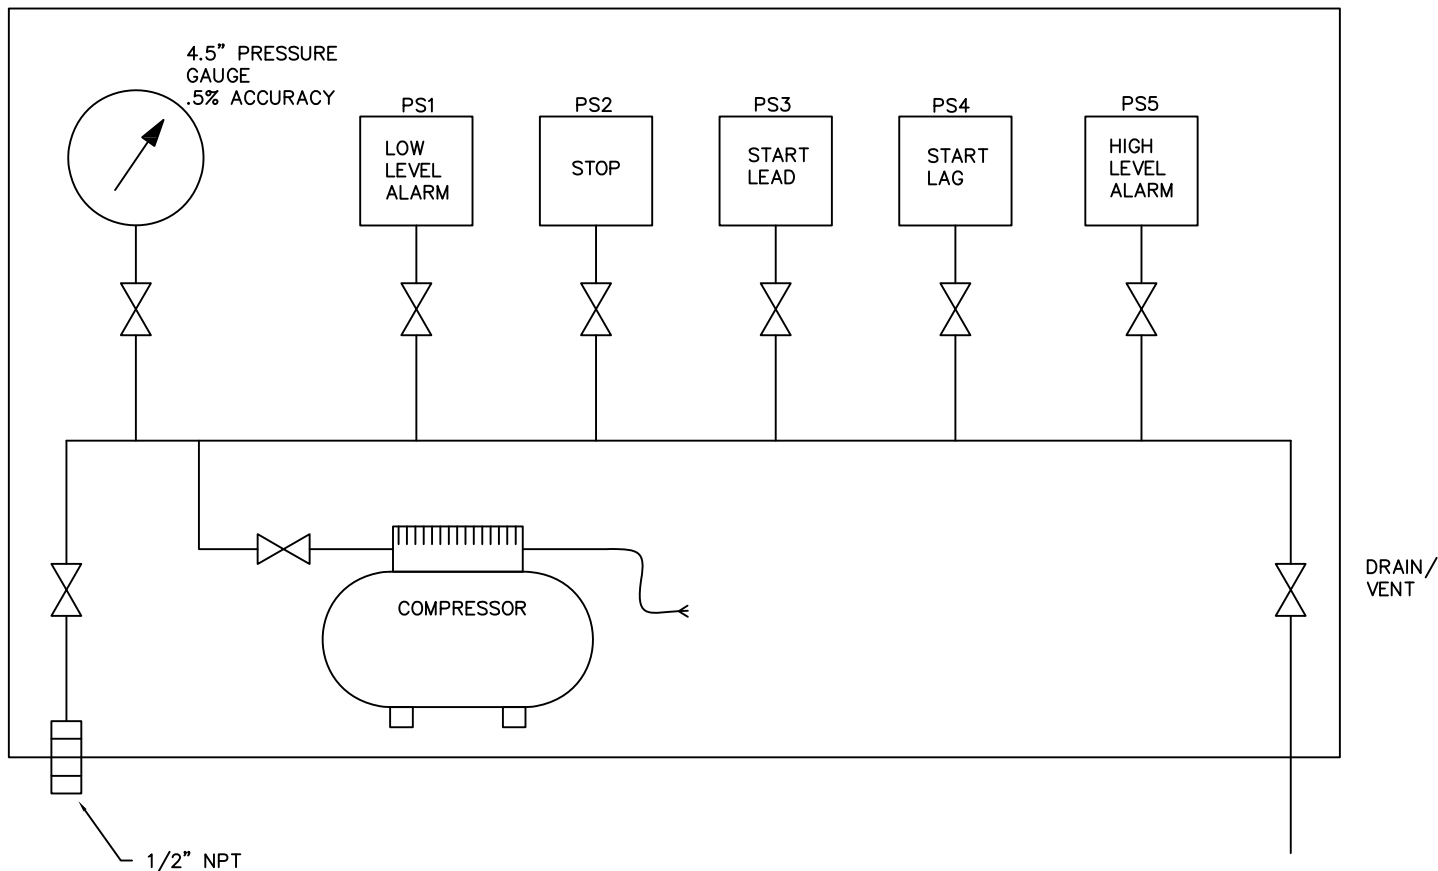 4.5” PRESSURE
GAUGE
.5% ACCURACY
PS1
LOW
LEVEL
ALARM
PS2
STOP
PS3
START
LEAD
PS4
START
LAG
PS5
HIGH
LEVEL
ALARM
COMPRESSOR
DRAIN/
VENT
1/2” NPT